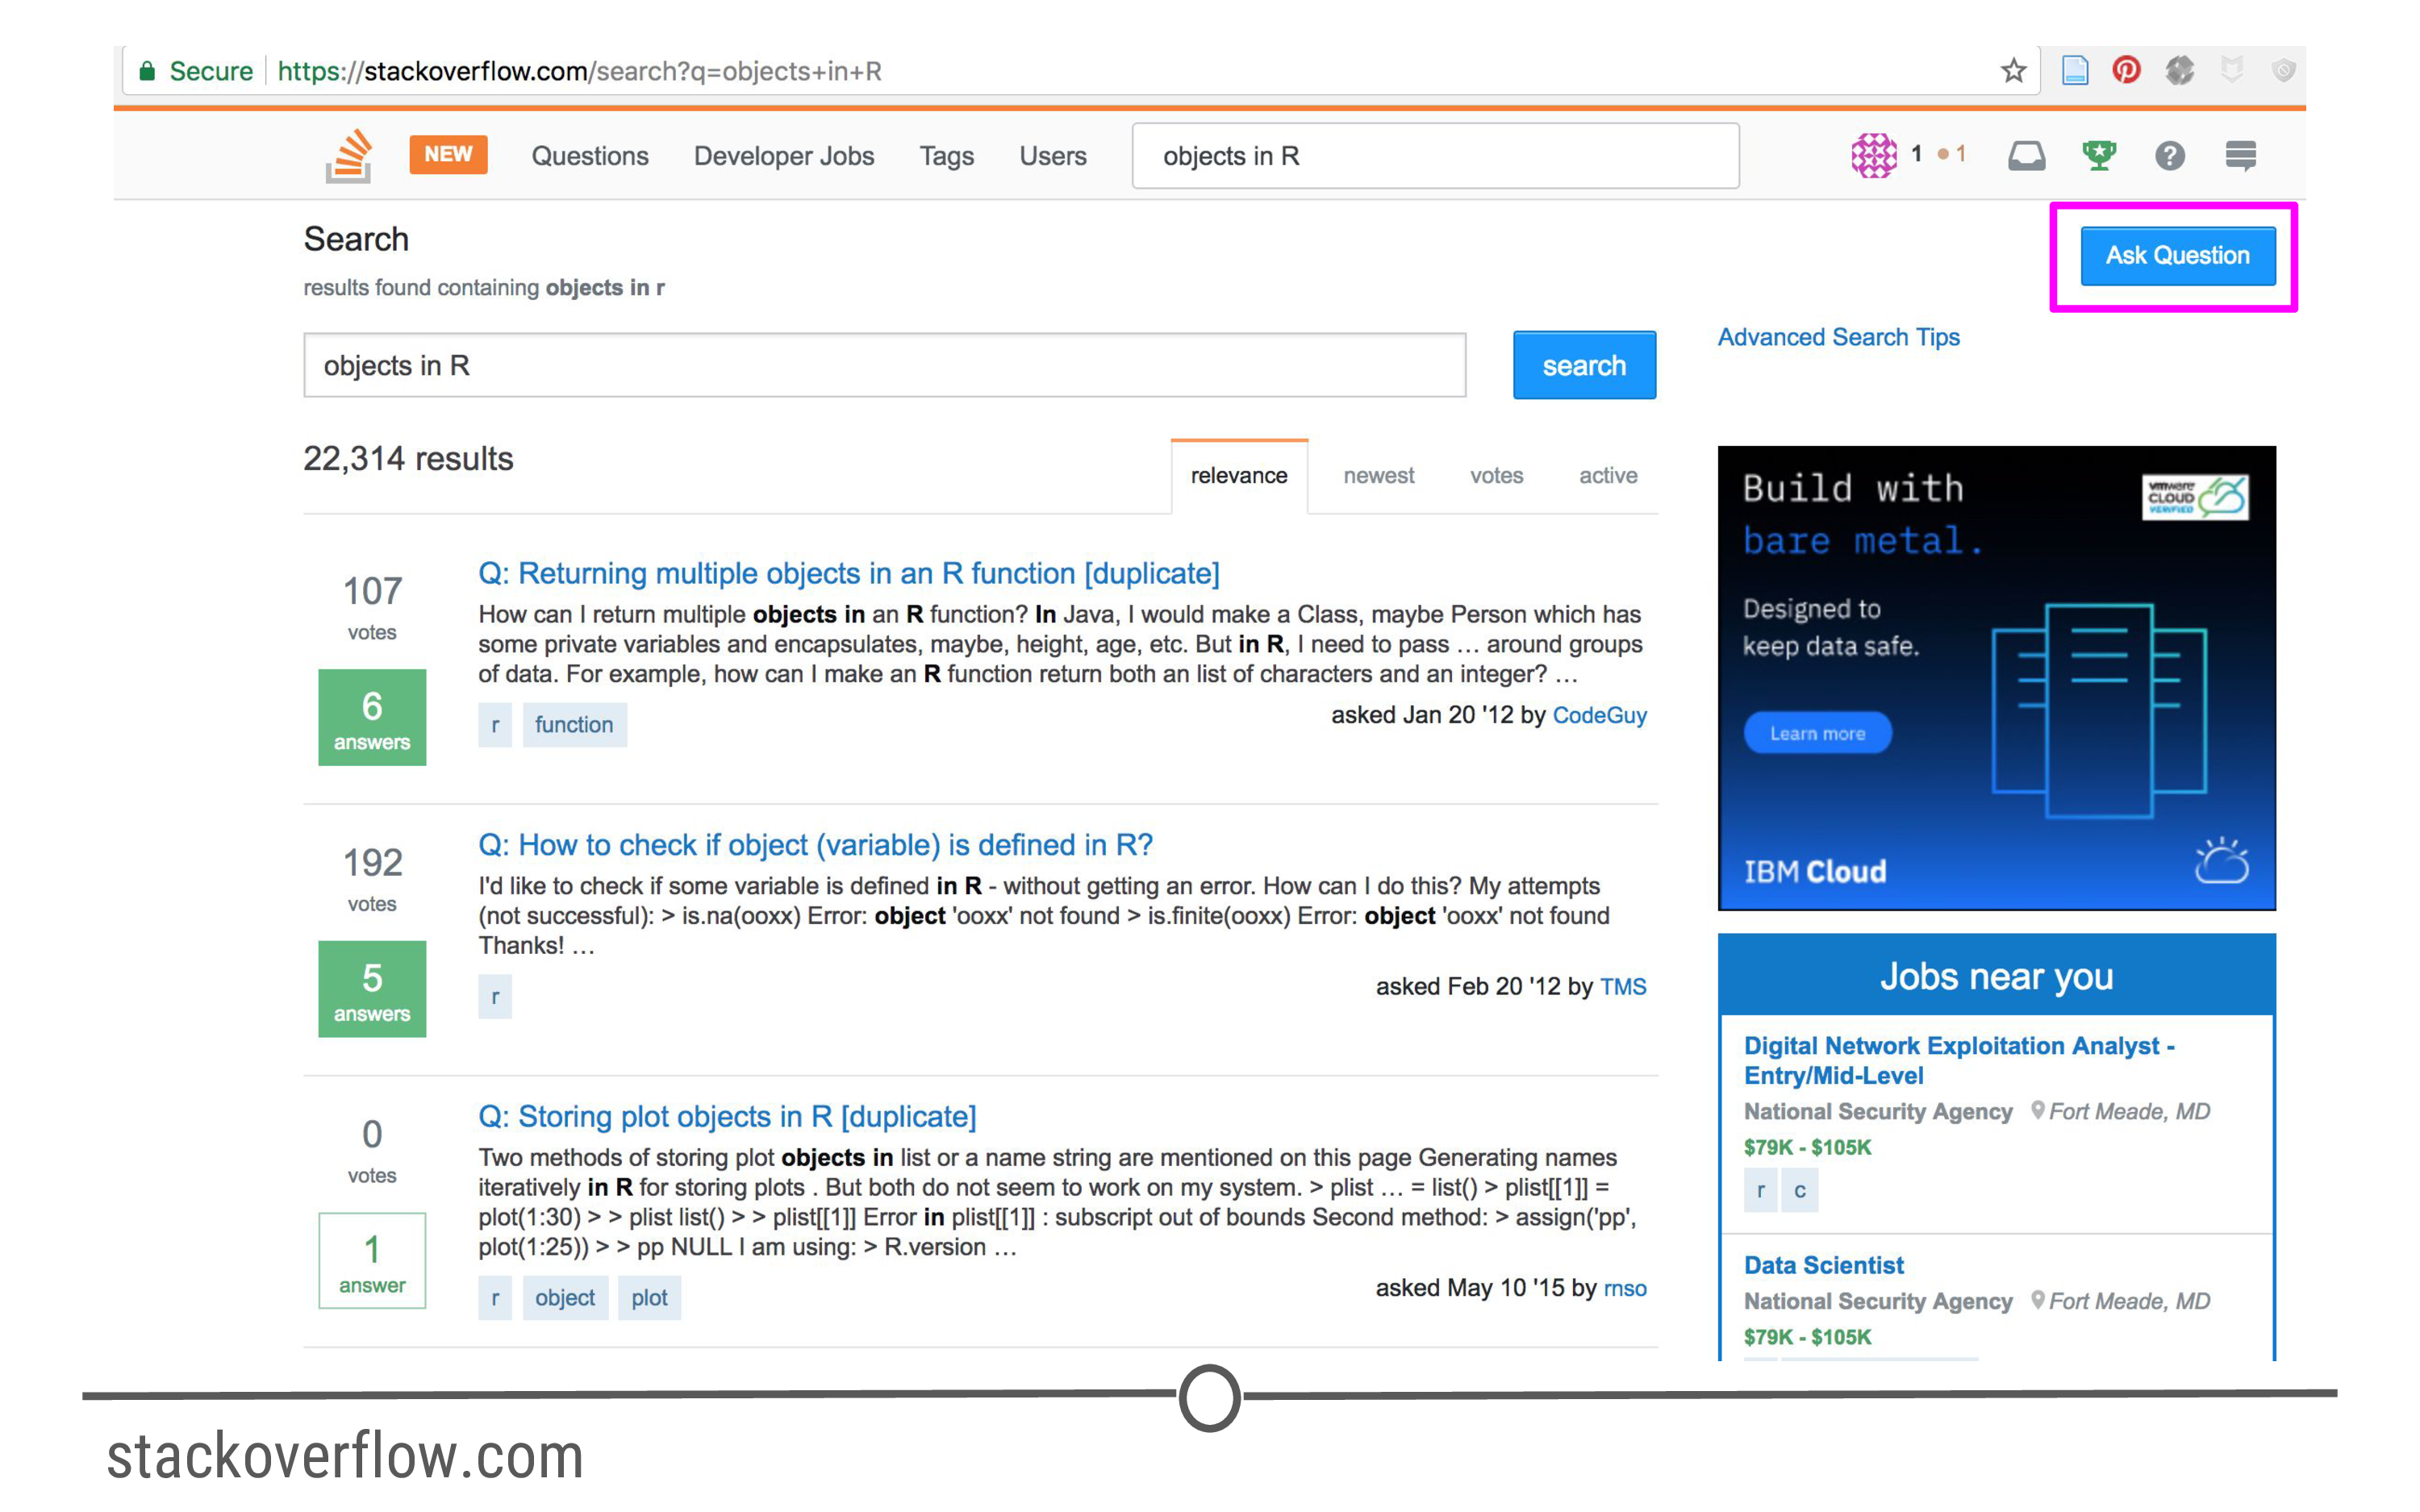 Secure https://stackoverflow.com/search?q=objects+in+R
NEW Questions Developer Jobs Tags Users objects in R 1 1
Search
Ask Question
results found containing objects in r
objects in R search Advanced Search Tips
22,314 results
relevance newest votes active
107
votes
6
answers
Q: Returning multiple objects in an R function [duplicate]
How can I return multiple objects in an R function? In Java, I would make a Class, maybe Person which has
some private variables and encapsulates, maybe, height, age, etc. But in R, I need to pass … around groups
of data. For example, how can I make an R function return both an list of characters and an integer? …
r function
asked Jan 20 '12 by CodeGuy
192
votes
5
answers
Q: How to check if object (variable) is defined in R?
I'd like to check if some variable is defined in R - without getting an error. How can I do this? My attempts
(not successful): > is.na(ooxx) Error: object 'ooxx' not found > is.finite(ooxx) Error: object 'ooxx' not found
Thanks! …
r
asked Feb 20 '12 by TMS
0
votes
1
answer
Q: Storing plot objects in R [duplicate]
Two methods of storing plot objects in list or a name string are mentioned on this page Generating names
iteratively in R for storing plots . But both do not seem to work on my system. > plist … = list() > plist[[1]] =
plot(1:30) > > plist list() > > plist[[1]] Error in plist[[1]] : subscript out of bounds Second method: > assign('pp',
plot(1:25)) > > pp NULL I am using: > R.version …
r object plot
asked May 10 '15 by rnso
Build with
bare metal.
vmware
CLOUD
VERIFIED
Designed to
keep data safe.
Learn more
IBM Cloud
Jobs near you
Digital Network Exploitation Analyst -
Entry/Mid-Level
National Security Agency Fort Meade, MD
$79K - $105K
r c
Data Scientist
National Security Agency Fort Meade, MD
$79K - $105K
stackoverflow.com